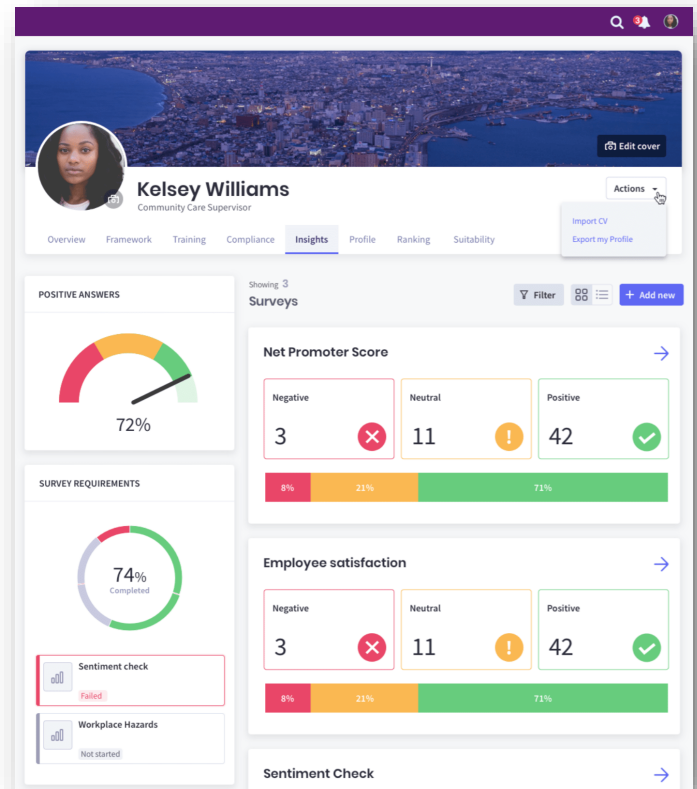 3
Edit cover
Kelsey Williams
Community Care Supervisor
Actions
Import CV
Export my Profile
Overview Framework Training Compliance Insights Profile Ranking Suitability
POSITIVE ANSWERS
72%
SURVEY REQUIREMENTS
74%
Completed
Sentiment check
Failed
Workplace Hazards
Not started
Showing 3
Surveys
Filter
+ Add new
Net Promoter Score
Negative Neutral Positive
3 11 42
8% 21% 71%
Employee satisfaction
Negative Neutral Positive
3 11 42
8% 21% 71%
Sentiment Check